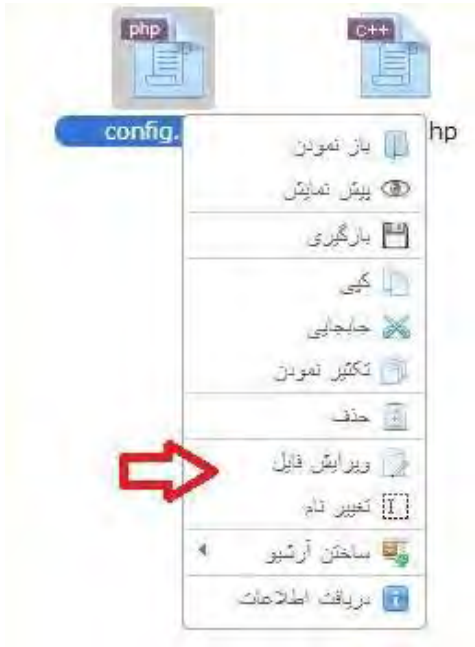 php
C++
config.
hp
باز نمودن
پیش نمایش
بارگیری
کپی
جابجایی
تکثیر نمودن
حذف
ویرایش فایل
تغییر نام
ساختن آرشیو
دریافت اطلاعات